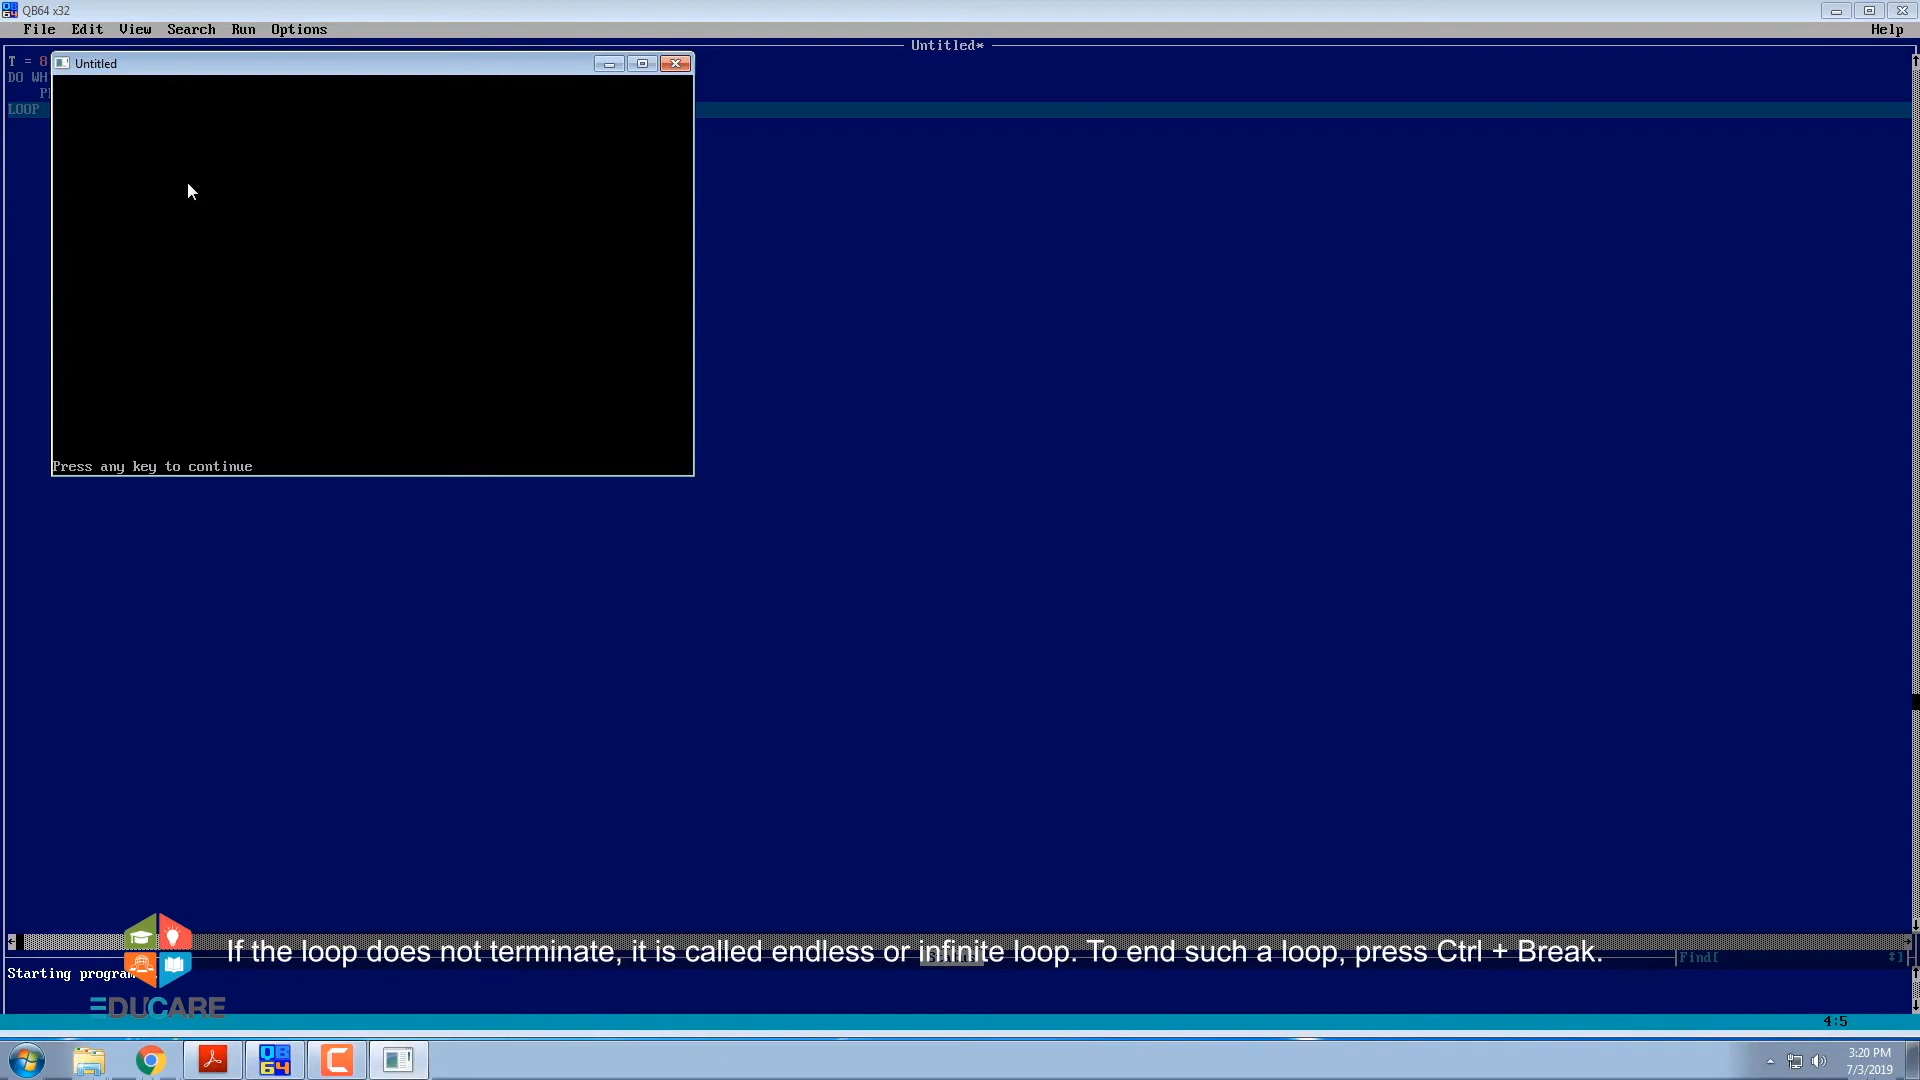 QB64 x32
File Edit View Search Run Options Help
Untitled*
T = 8
DO WH
LOOP
Untitled
Press any key to continue
If the loop does not terminate, it is called endless or infinite loop. To end such a loop, press Ctrl + Break.
Find[
Starting program
EDUCARE
4:5
QB
64
3:20 PM
7/3/2019